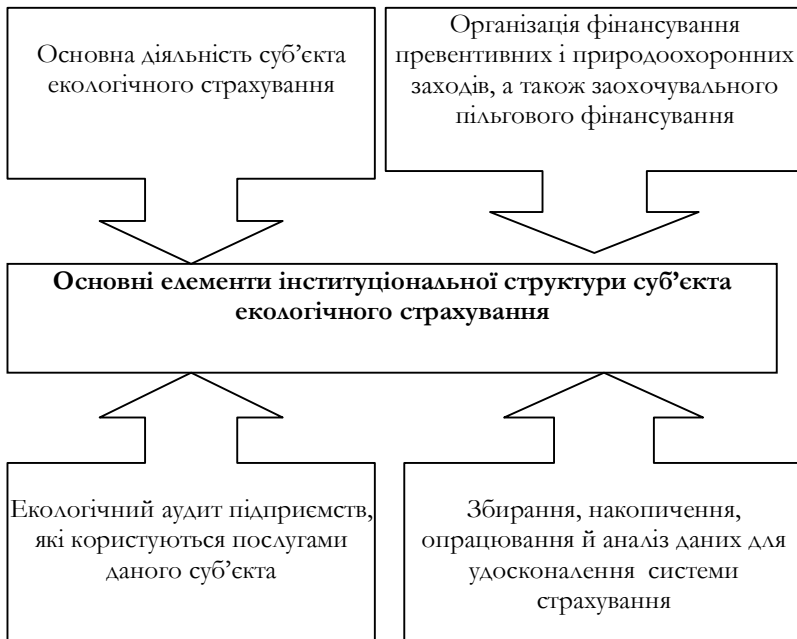 Основна діяльність суб’єкта
екологічного страхування
Організація фінансування
превентивних і природоохоронних
заходів, а також заохочувального
пільгового фінансування
Основні елементи інституціональної структури суб’єкта
екологічного страхування
Екологічний аудит підприємств,
які користуються послугами
даного суб’єкта
Збирання, накопичення,
опрацювання й аналіз даних для
удосконалення системи
страхування